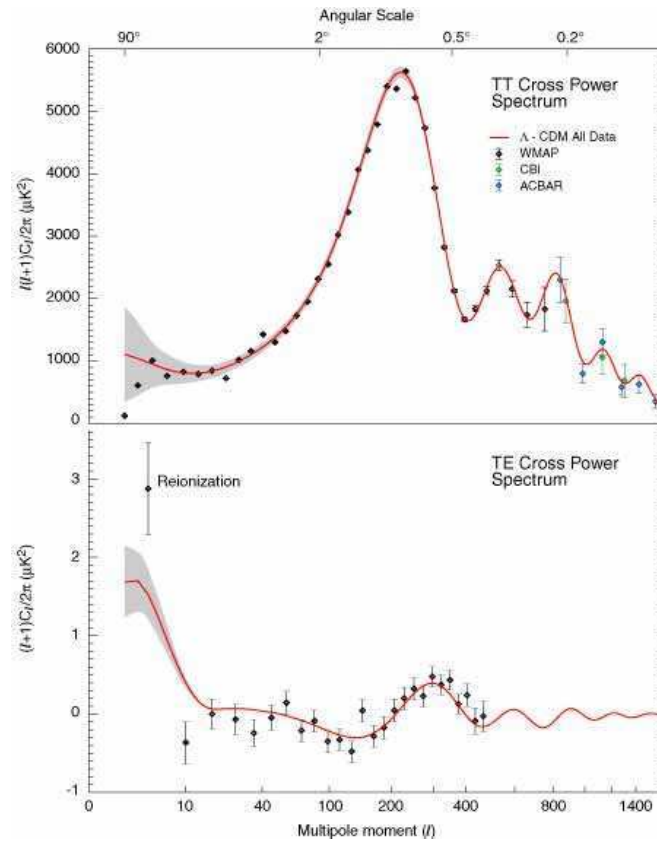 Angular Scale
90° 2° 0.5° 0.2°
6000
TT Cross Power
Spectrum
Λ - CDM All Data
WMAP
CBI
ACBAR
5000
4000
3000
2000
1000
0
l(l+1)Cl/2π (μK²)
TE Cross Power
Spectrum
Reionization
3
2
1
0
-1
(l+1)Cl/2π (μK²)
0 10 40 100 200 400 800 1400
Multipole moment (l)